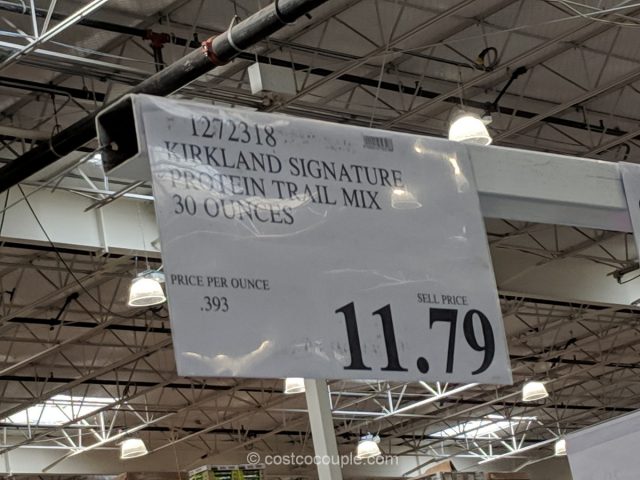 1272318
KIRKLAND SIGNATURE
PROTEIN TRAIL MIX
30 OUNCES
PRICE PER OUNCE
.393
SELL PRICE
11.79
© costcocouple.com